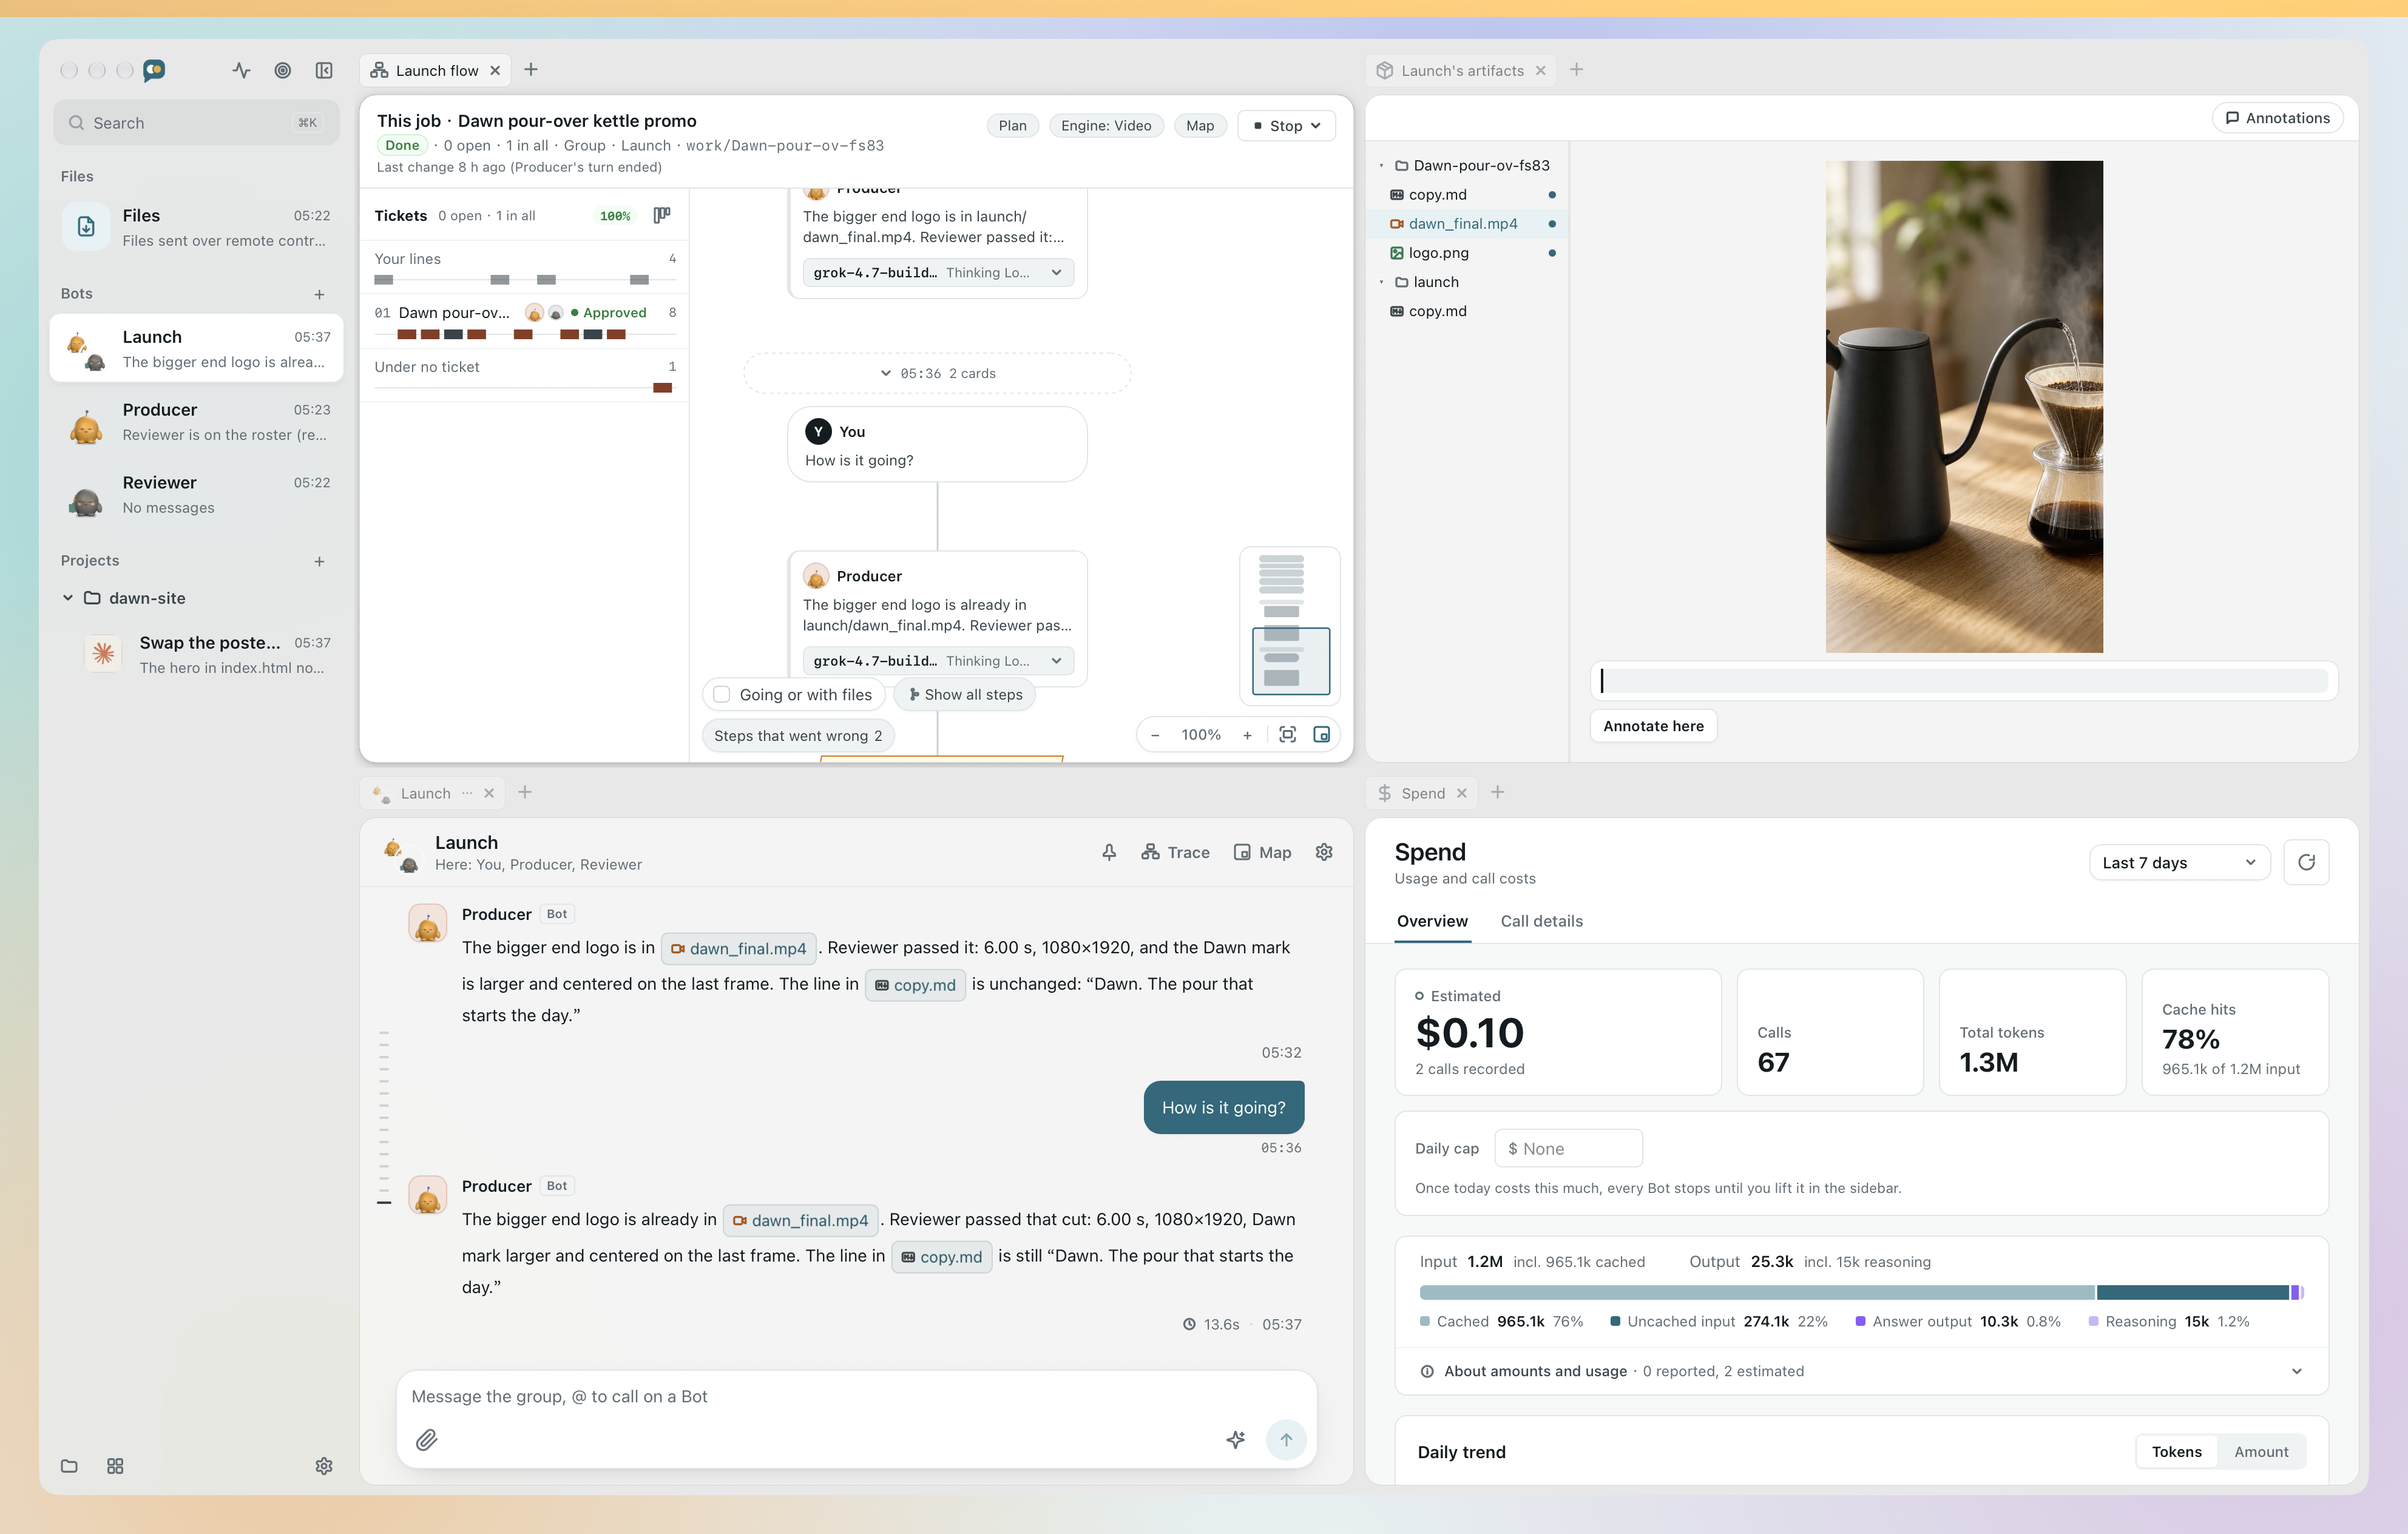 Search
⌘K
Files
Files
05:22
Files sent over remote contr...
Bots
Launch
05:37
The bigger end logo is alrea...
Producer
05:23
Reviewer is on the roster (re...
Reviewer
05:22
No messages
Projects
dawn-site
Swap the poste...
05:37
The hero in index.html no...
Launch flow
This job · Dawn pour-over kettle promo
Done · 0 open · 1 in all · Group · Launch · work/Dawn-pour-ov-fs83
Last change 8 h ago (Producer's turn ended)
Plan
Engine: Video
Map
Stop
Tickets 0 open · 1 in all 100%
Your lines 4
01 Dawn pour-ov... Approved 8
Under no ticket 1
Producer
The bigger end logo is in launch/
dawn_final.mp4. Reviewer passed it:...
grok-4.7-build... Thinking Lo...
05:36 2 cards
Y You
How is it going?
Producer
The bigger end logo is already in
launch/dawn_final.mp4. Reviewer pas...
grok-4.7-build... Thinking Lo...
Going or with files
Show all steps
Steps that went wrong 2
− 100% +
Launch's artifacts
Annotations
Dawn-pour-ov-fs83
copy.md
dawn_final.mp4
logo.png
launch
copy.md
Annotate here
Launch ...
Launch
Here: You, Producer, Reviewer
Trace
Map
Producer Bot
The bigger end logo is in dawn_final.mp4. Reviewer passed it: 6.00 s, 1080×1920, and the Dawn mark
is larger and centered on the last frame. The line in copy.md is unchanged: “Dawn. The pour that
starts the day.”
05:32
How is it going?
05:36
Producer Bot
The bigger end logo is already in dawn_final.mp4. Reviewer passed that cut: 6.00 s, 1080×1920, Dawn
mark larger and centered on the last frame. The line in copy.md is still “Dawn. The pour that starts the
day.”
13.6s · 05:37
Message the group, @ to call on a Bot
Spend
Spend
Usage and call costs
Last 7 days
Overview
Call details
Estimated
$0.10
2 calls recorded
Calls
67
Total tokens
1.3M
Cache hits
78%
965.1k of 1.2M input
Daily cap
$ None
Once today costs this much, every Bot stops until you lift it in the sidebar.
Input 1.2M incl. 965.1k cached Output 25.3k incl. 15k reasoning
Cached 965.1k 76% Uncached input 274.1k 22% Answer output 10.3k 0.8% Reasoning 15k 1.2%
About amounts and usage · 0 reported, 2 estimated
Daily trend
Tokens
Amount